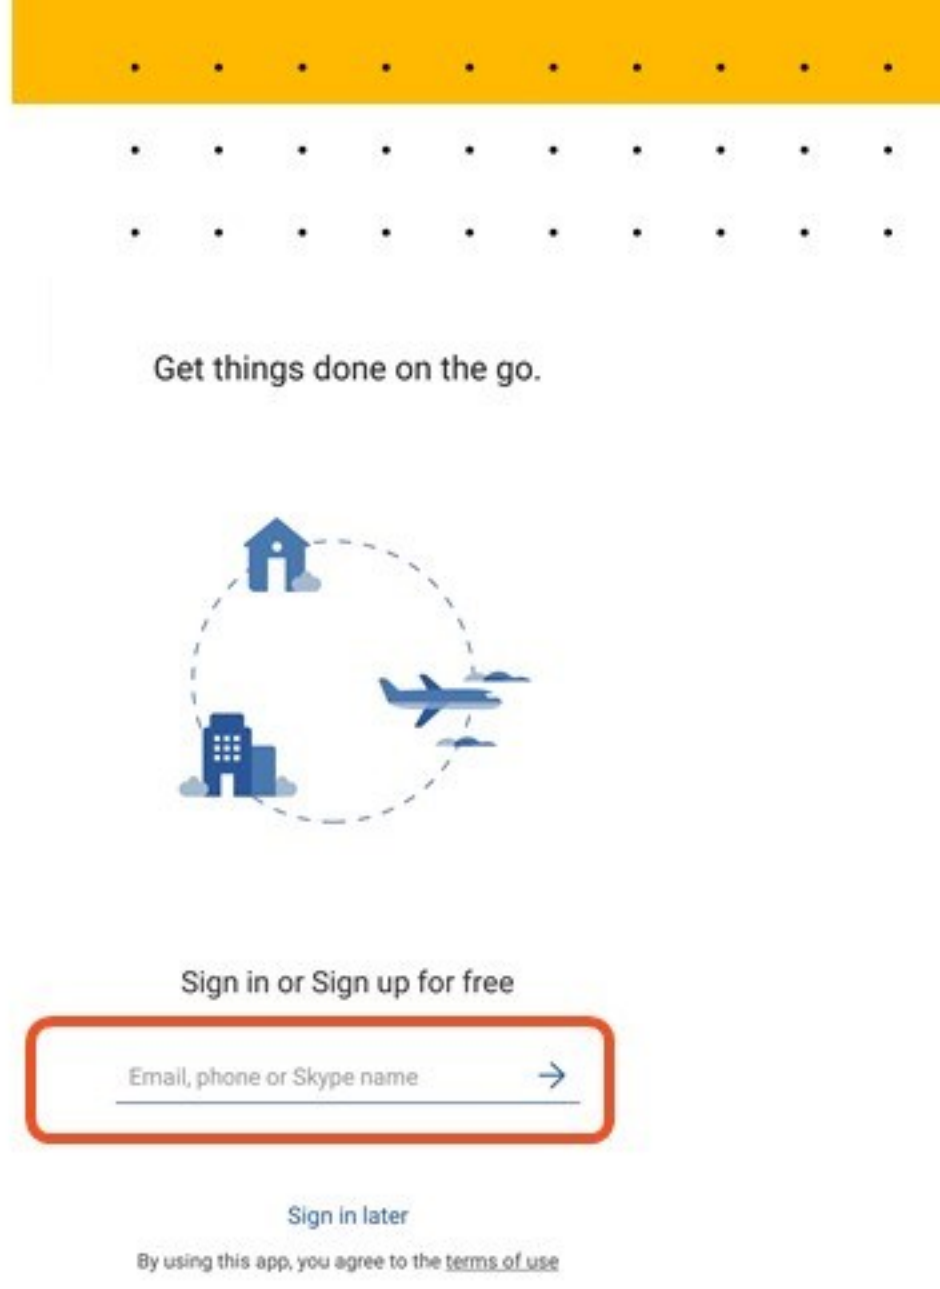 Get things done on the go.
Sign in or Sign up for free
Email, phone or Skype name
Sign in later
By using this app, you agree to the terms of use